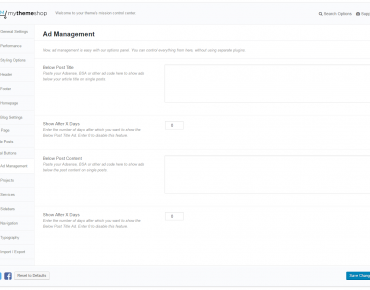 mythemeshop
Welcome to your theme's mission control center.
Search Options
Supp
General Settings
Performance
Styling Options
Header
Footer
Homepage
Blog Settings
Page
le Posts
al Buttons
Ad Management
Projects
Services
Sidebars
Navigation
Typography
Import / Export
Ad Management
Now, ad management is easy with our options panel. You can control everything from here, without using separate plugins.
Below Post Title
Paste your Adsense, BSA or other ad code here to show ads
below your article title on single posts.
Show After X Days
Enter the number of days after which you want to show the
Below Post Title Ad. Enter 0 to disable this feature.
0
Below Post Content
Paste your Adsense, BSA or other ad code here to show ads
below the post content on single posts.
Show After X Days
Enter the number of days after which you want to show the
Below Post Title Ad. Enter 0 to disable this feature.
0
Reset to Defaults
Save Chang